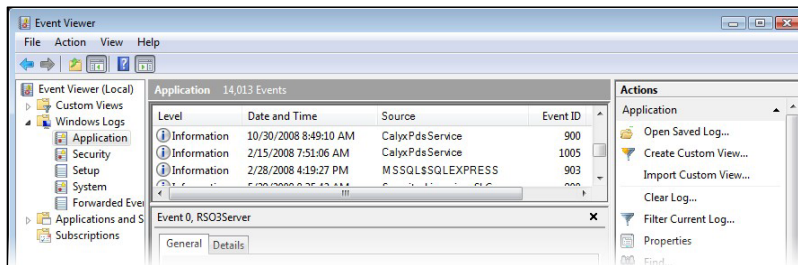 Event Viewer
File Action View Help
Event Viewer (Local)
Custom Views
Windows Logs
Application
Security
Setup
System
Forwarded Eve
Applications and S
Subscriptions
Application 14,013 Events
Level Date and Time Source Event ID
Information 10/30/2008 8:49:10 AM CalyxPdsService 900
Information 2/15/2008 7:51:06 AM CalyxPdsService 1005
Information 2/28/2008 4:19:27 PM MSSQL$SQLEXPRESS 903
Event 0, RSO3Server
General Details
Actions
Application
Open Saved Log...
Create Custom View...
Import Custom View...
Clear Log...
Filter Current Log...
Properties
Find...